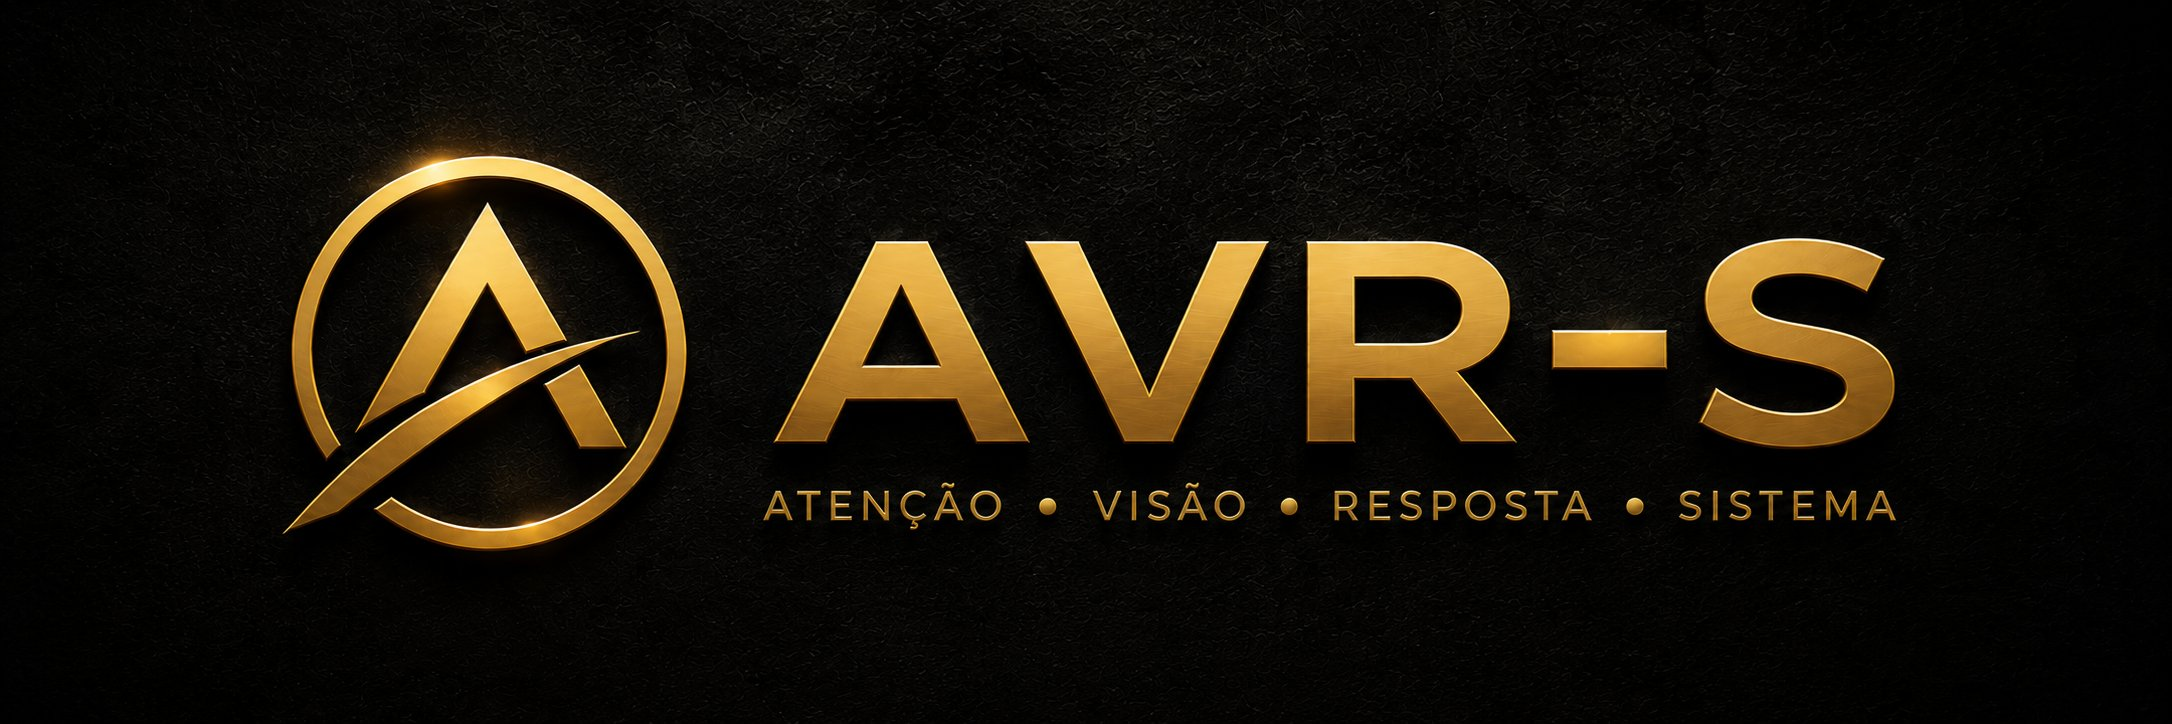 AVR-S
ATENÇÃO • VISÃO • RESPOSTA • SISTEMA